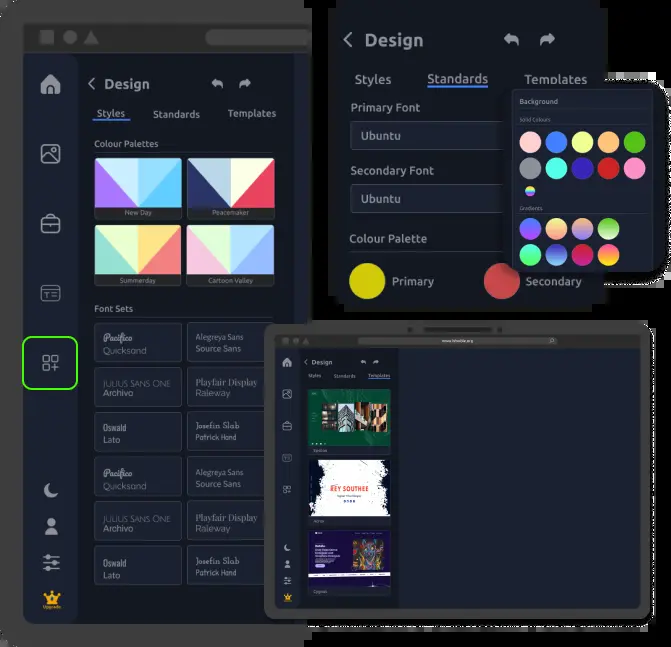 Design
Styles
Standards
Templates
Colour Palettes
New Day
Peacemaker
Summerday
Cartoon Valley
Font Sets
Pacifico
Quicksand
Alegreya Sans
Source Sans
JULIUS SANS ONE
Archivo
Playfair Display
Raleway
Oswald
Lato
Josefin Slab
Patrick Hand
Pacifico
Quicksand
Alegreya Sans
Source Sans
JULIUS SANS ONE
Archivo
Playfair Display
Raleway
Oswald
Lato
Josefin Slab
Patrick Hand
Upgrade
Design
Styles
Standards
Templates
Primary Font
Ubuntu
Secondary Font
Ubuntu
Colour Palette
Primary
Secondary
Background
Solid Colours
Gradients
Design
Styles
Standards
Templates
KEY SOUTHEE